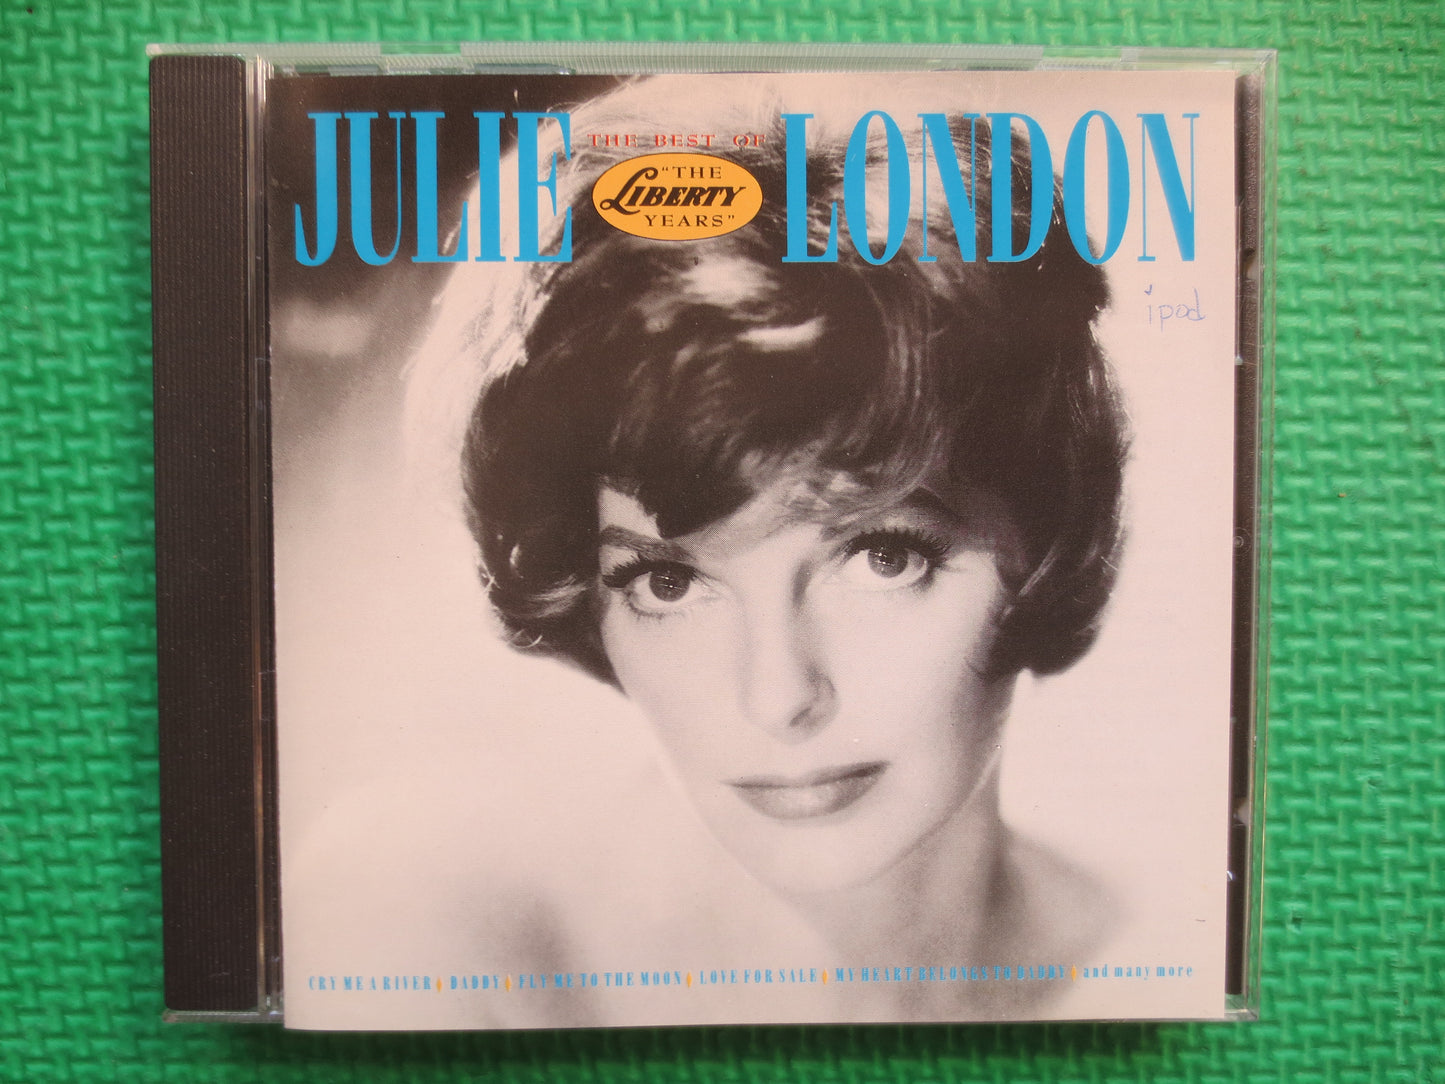 JULIE THE BEST OF LONDON
"THE
LIBERTY
YEARS"
ipod
CRY ME A RIVER ♦ DADDY ♦ FLY ME TO THE MOON ♦ LOVE FOR SALE ♦ MY HEART BELONGS TO DADDY ♦ and many more